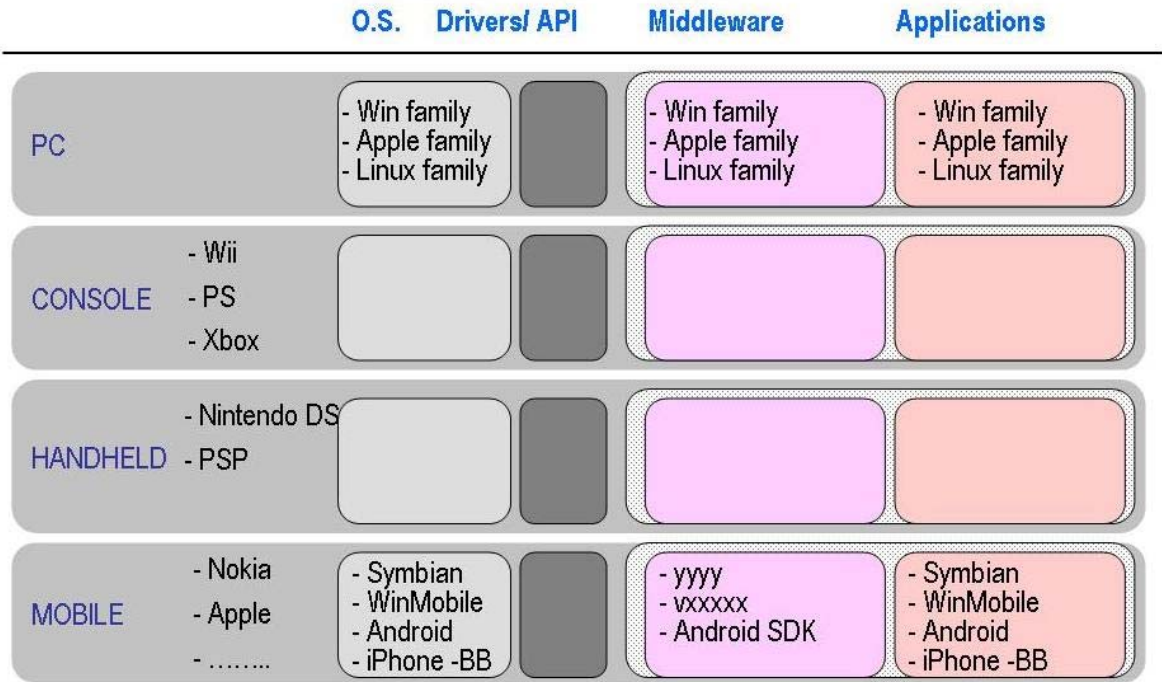 O.S. Drivers/ API Middleware Applications
PC
- Win family
- Apple family
- Linux family
- Win family
- Apple family
- Linux family
- Win family
- Apple family
- Linux family
CONSOLE
- Wii
- PS
- Xbox
HANDHELD
- Nintendo DS
- PSP
MOBILE
- Nokia
- Apple
- ……..
- Symbian
- WinMobile
- Android
- iPhone -BB
- yyyy
- vxxxxx
- Android SDK
- Symbian
- WinMobile
- Android
- iPhone -BB